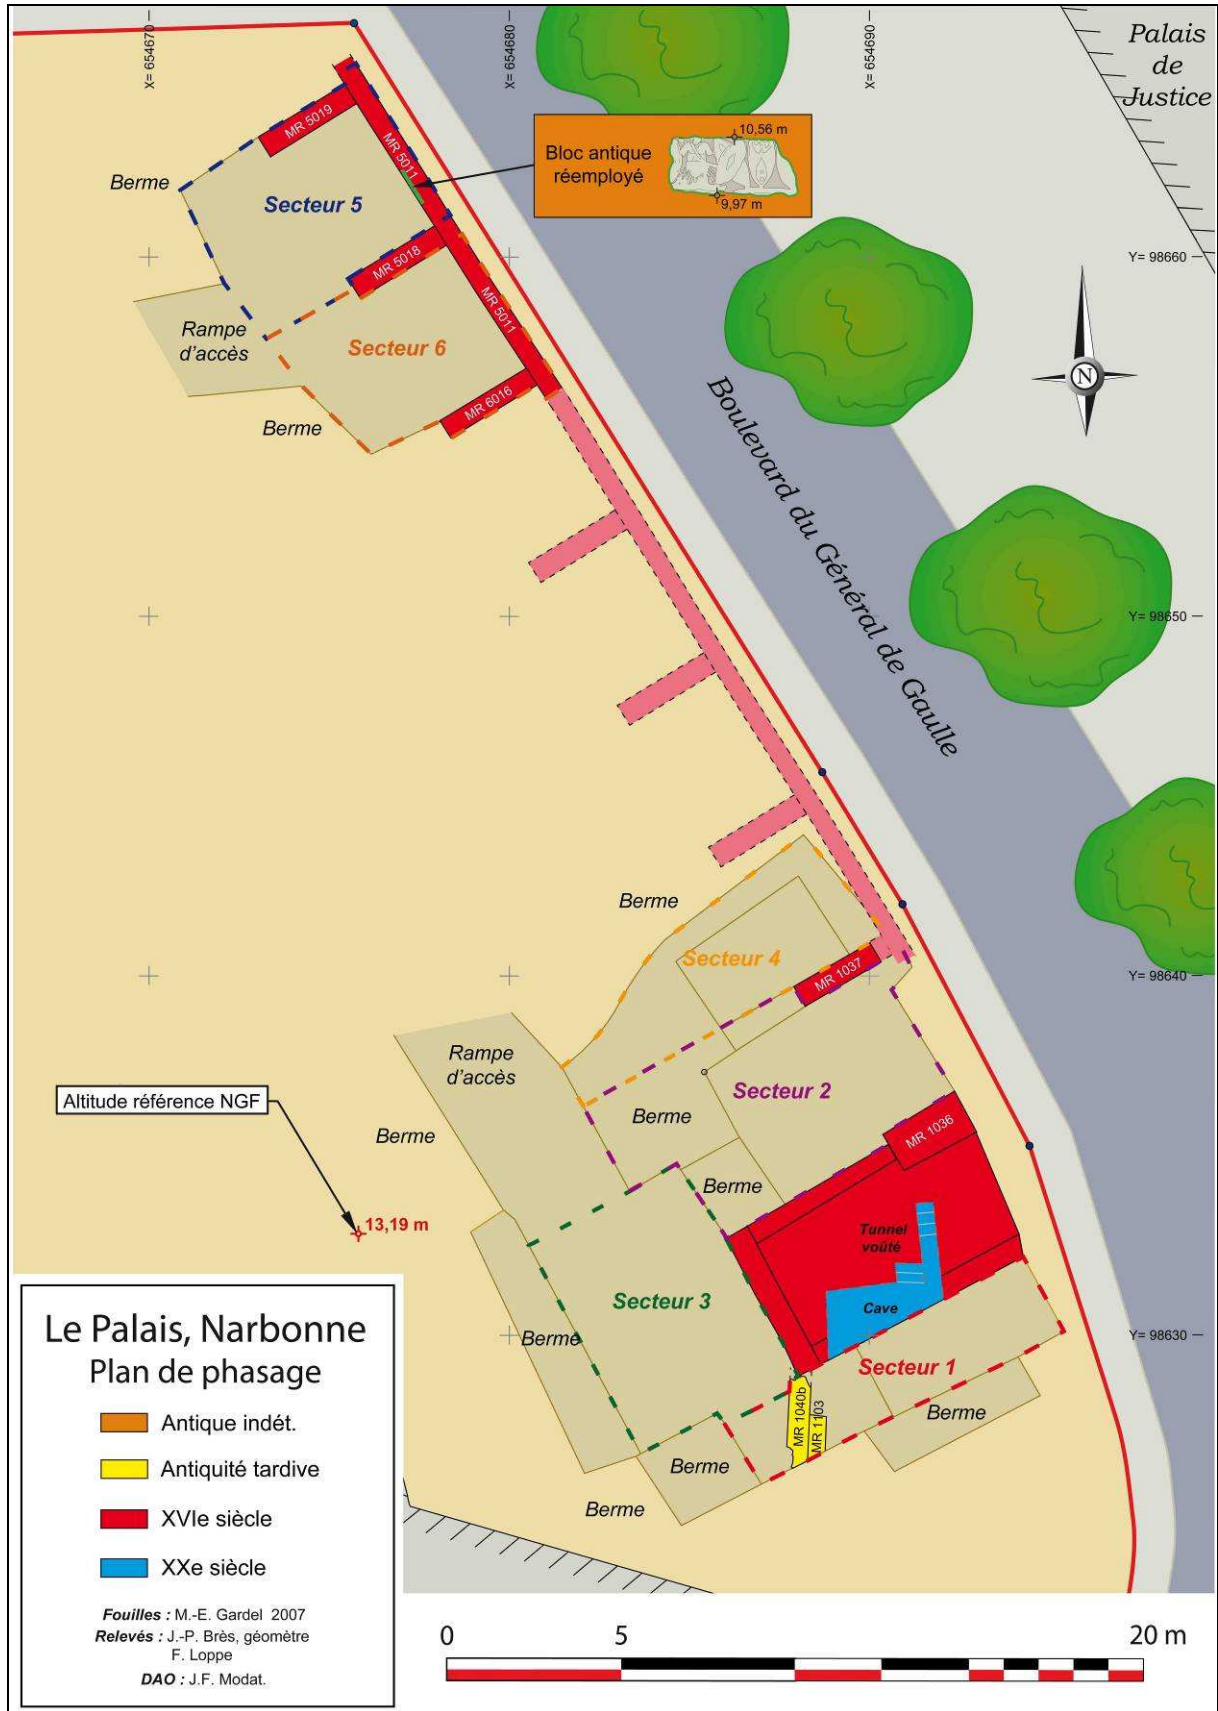 X= 654670
X= 654680
X= 654690
Palais
de
Justice
MR 5019
MR 5011
Bloc antique
réemployé
10,56 m
9,97 m
Berme
Secteur 5
MR 5018
MR 5011
Y= 98660
Rampe
d'accès
Secteur 6
MR 6016
Berme
N
Boulevard du Général de Gaulle
Y= 98650
Berme
Secteur 4
MR 1037
Y= 98640
Rampe
d'accès
Altitude référence NGF
Berme
Berme
Secteur 2
MR 1036
Berme
13,19 m
Tunnel
voûté
Cave
Secteur 3
Berme
Y= 98630
Secteur 1
MR 1040b
MR 1103
Berme
Berme
Berme
Le Palais, Narbonne
Plan de phasage
Antique indét.
Antiquité tardive
XVIe siècle
XXe siècle
Fouilles : M.-E. Gardel 2007
Relevés : J.-P. Brès, géomètre
F. Loppe
DAO : J.F. Modat.
0 5 20 m